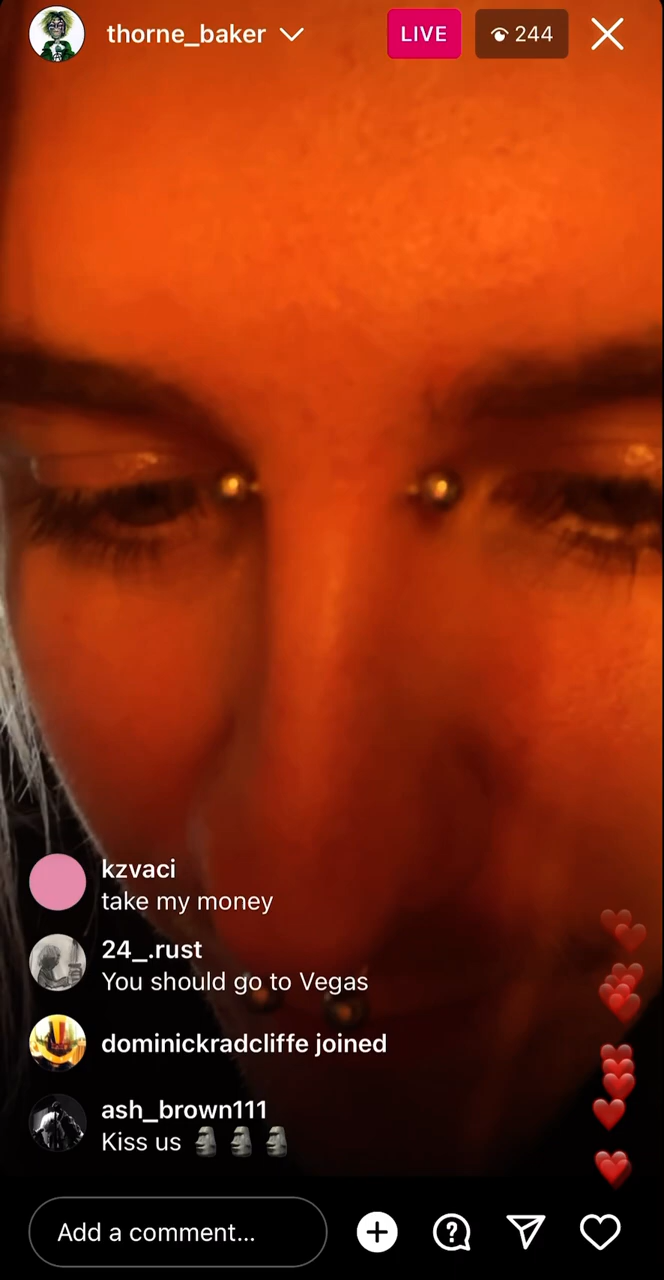 thorne_baker
LIVE
244
kzvaci
take my money
24_.rust
You should go to Vegas
dominickradcliffe joined
ash_brown111
Kiss us 🗿 🗿 🗿
Add a comment...